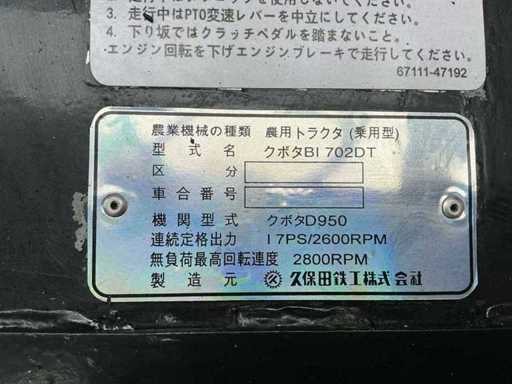 3. 走行中はPTO変速レバーを中立にしてください。
4. 下り坂ではクラッチペダルを踏まないこと。
エンジン回転を下げエンジンブレーキで走行してください。
67111-47192
農業機械の種類 農用トラクタ (乗用型)
型式名 クボタB1702DT
区分
車台番号
機関型式 クボタD950
連続定格出力 17PS/2600RPM
無負荷最高回転速度 2800RPM
製造元 久保田鉄工株式会社